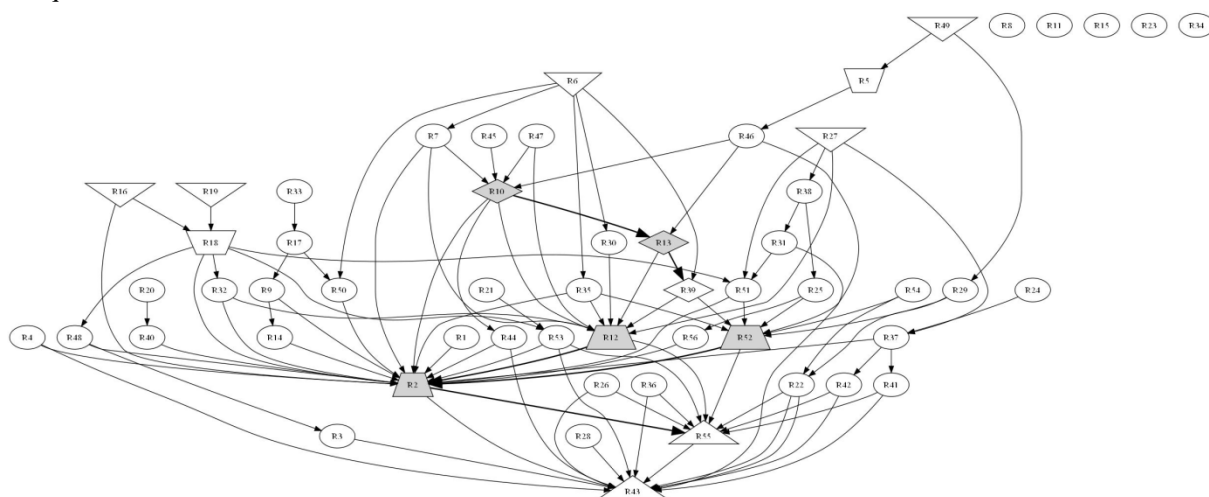 R49 R8 R11 R15 R23 R34
R6 R5
R7 R45 R47 R46 R27
R16 R19 R33 R10 R38
R18 R17 R30 R13 R31
R20 R32 R9 R50 R21 R35 R39 R51 R25 R54 R29 R24
R4 R48 R40 R14 R1 R44 R53 R12 R56 R52 R37
R2 R26 R36 R22 R42 R41
R3 R28 R55
R43